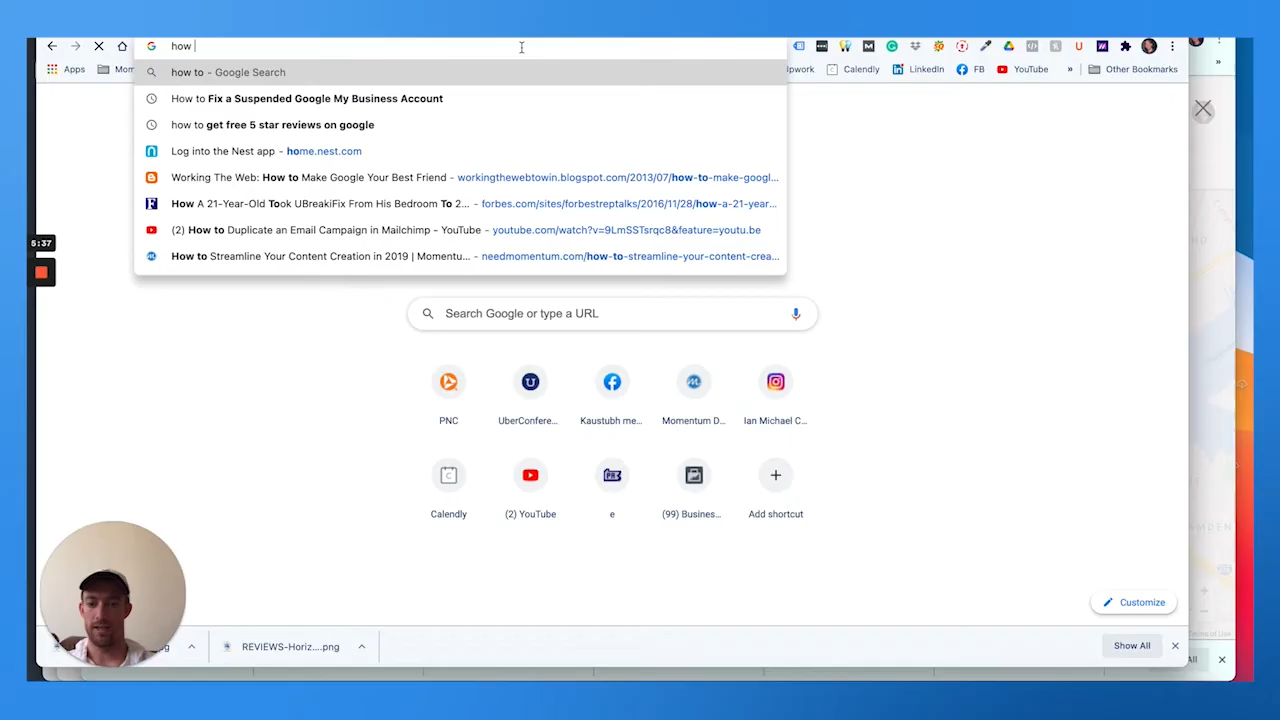 how
upwork
Calendly
LinkedIn
FB
YouTube
»
Other Bookmarks
»
Apps
Mom
how to - Google Search
How to Fix a Suspended Google My Business Account
how to get free 5 star reviews on google
Log into the Nest app - home.nest.com
Working The Web: How to Make Google Your Best Friend - workingthewebtowin.blogspot.com/2013/07/how-to-make-googl...
How A 21-Year-Old Took UBreakiFix From His Bedroom To 2... - forbes.com/sites/forbestreptalks/2016/11/28/how-a-21-year...
(2) How to Duplicate an Email Campaign in Mailchimp - YouTube - youtube.com/watch?v=9LmSSTsrqc8&feature=youtu.be
How to Streamline Your Content Creation in 2019 | Momentu... - needmomentum.com/how-to-streamline-your-content-crea...
5:37
Search Google or type a URL
PNC
UberConfere...
Kaustubh me...
Momentum D...
Ian Michael C...
Calendly
(2) YouTube
e
(99) Busines...
Add shortcut
Customize
REVIEWS-Horiz....png
Show All
All